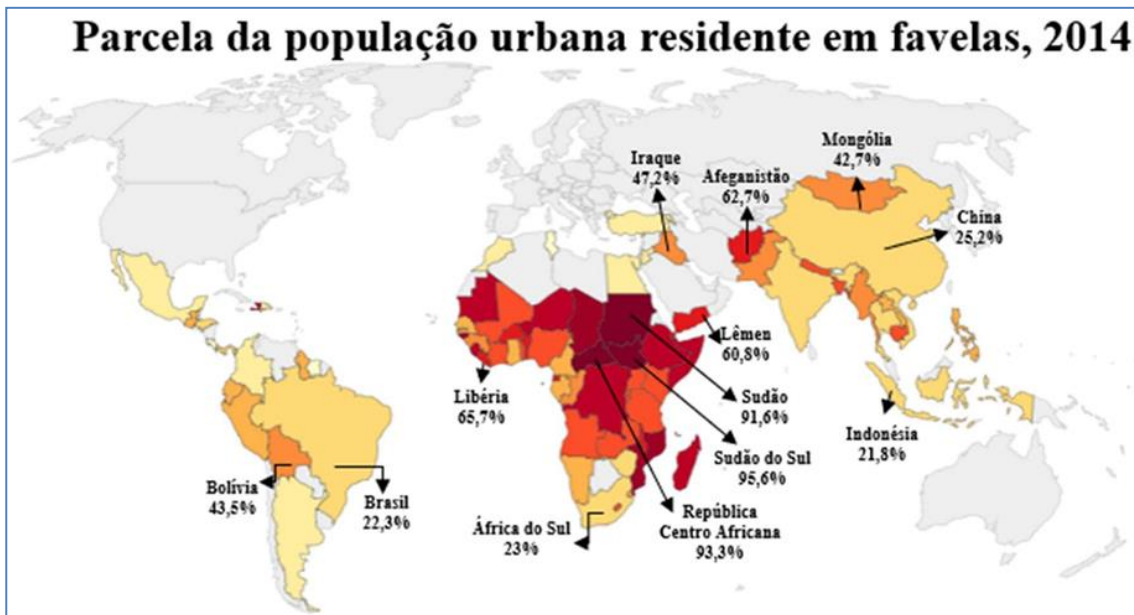 Parcela da população urbana residente em favelas, 2014
Mongólia
42,7%
Iraque
47,2%
Afeganistão
62,7%
China
25,2%
Lêmen
60,8%
Libéria
65,7%
Sudão
91,6%
Indonésia
21,8%
Sudão do Sul
95,6%
Bolívia
43,5%
Brasil
22,3%
República
Centro Africana
93,3%
África do Sul
23%